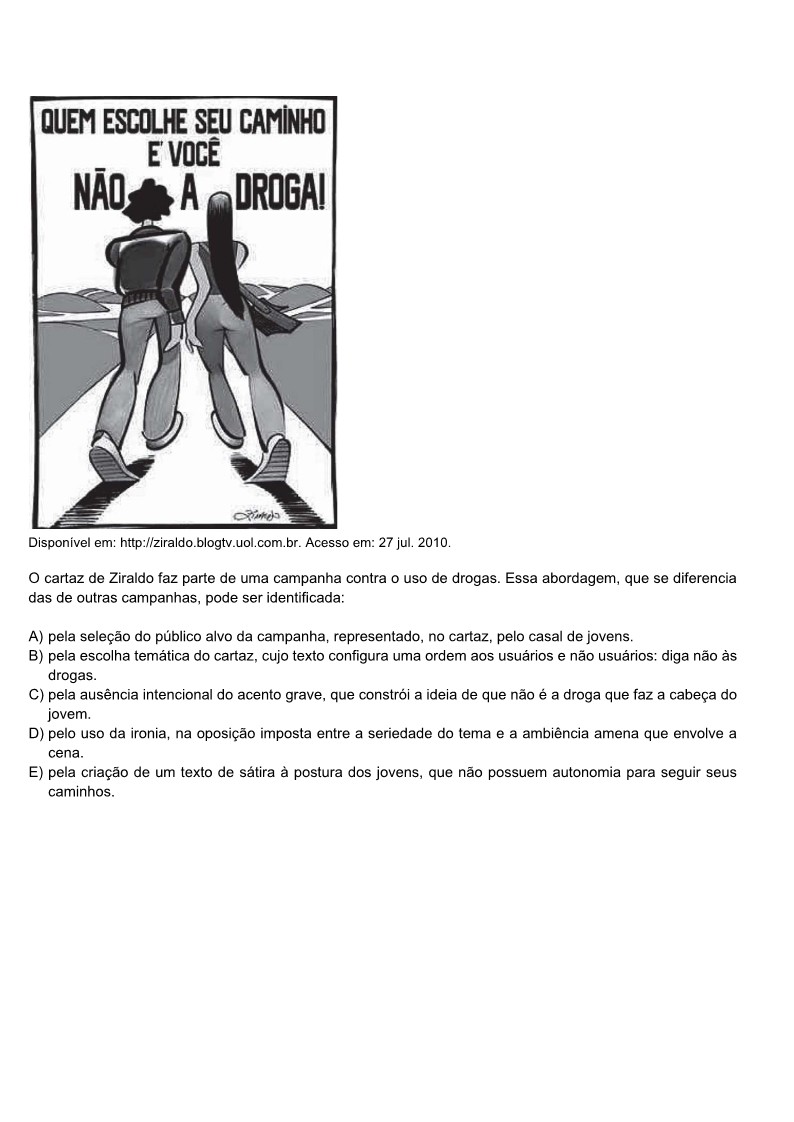 QUEM ESCOLHE SEU CAMINHO
E' VOCÊ
NÃO A DROGA!
Disponível em: http://ziraldo.blogtv.uol.com.br. Acesso em: 27 jul. 2010.
O cartaz de Ziraldo faz parte de uma campanha contra o uso de drogas. Essa abordagem, que se diferencia
das de outras campanhas, pode ser identificada:
A) pela seleção do público alvo da campanha, representado, no cartaz, pelo casal de jovens.
B) pela escolha temática do cartaz, cujo texto configura uma ordem aos usuários e não usuários: diga não às
drogas.
C) pela ausência intencional do acento grave, que constrói a ideia de que não é a droga que faz a cabeça do
jovem.
D) pelo uso da ironia, na oposição imposta entre a seriedade do tema e a ambiência amena que envolve a
cena.
E) pela criação de um texto de sátira à postura dos jovens, que não possuem autonomia para seguir seus
caminhos.